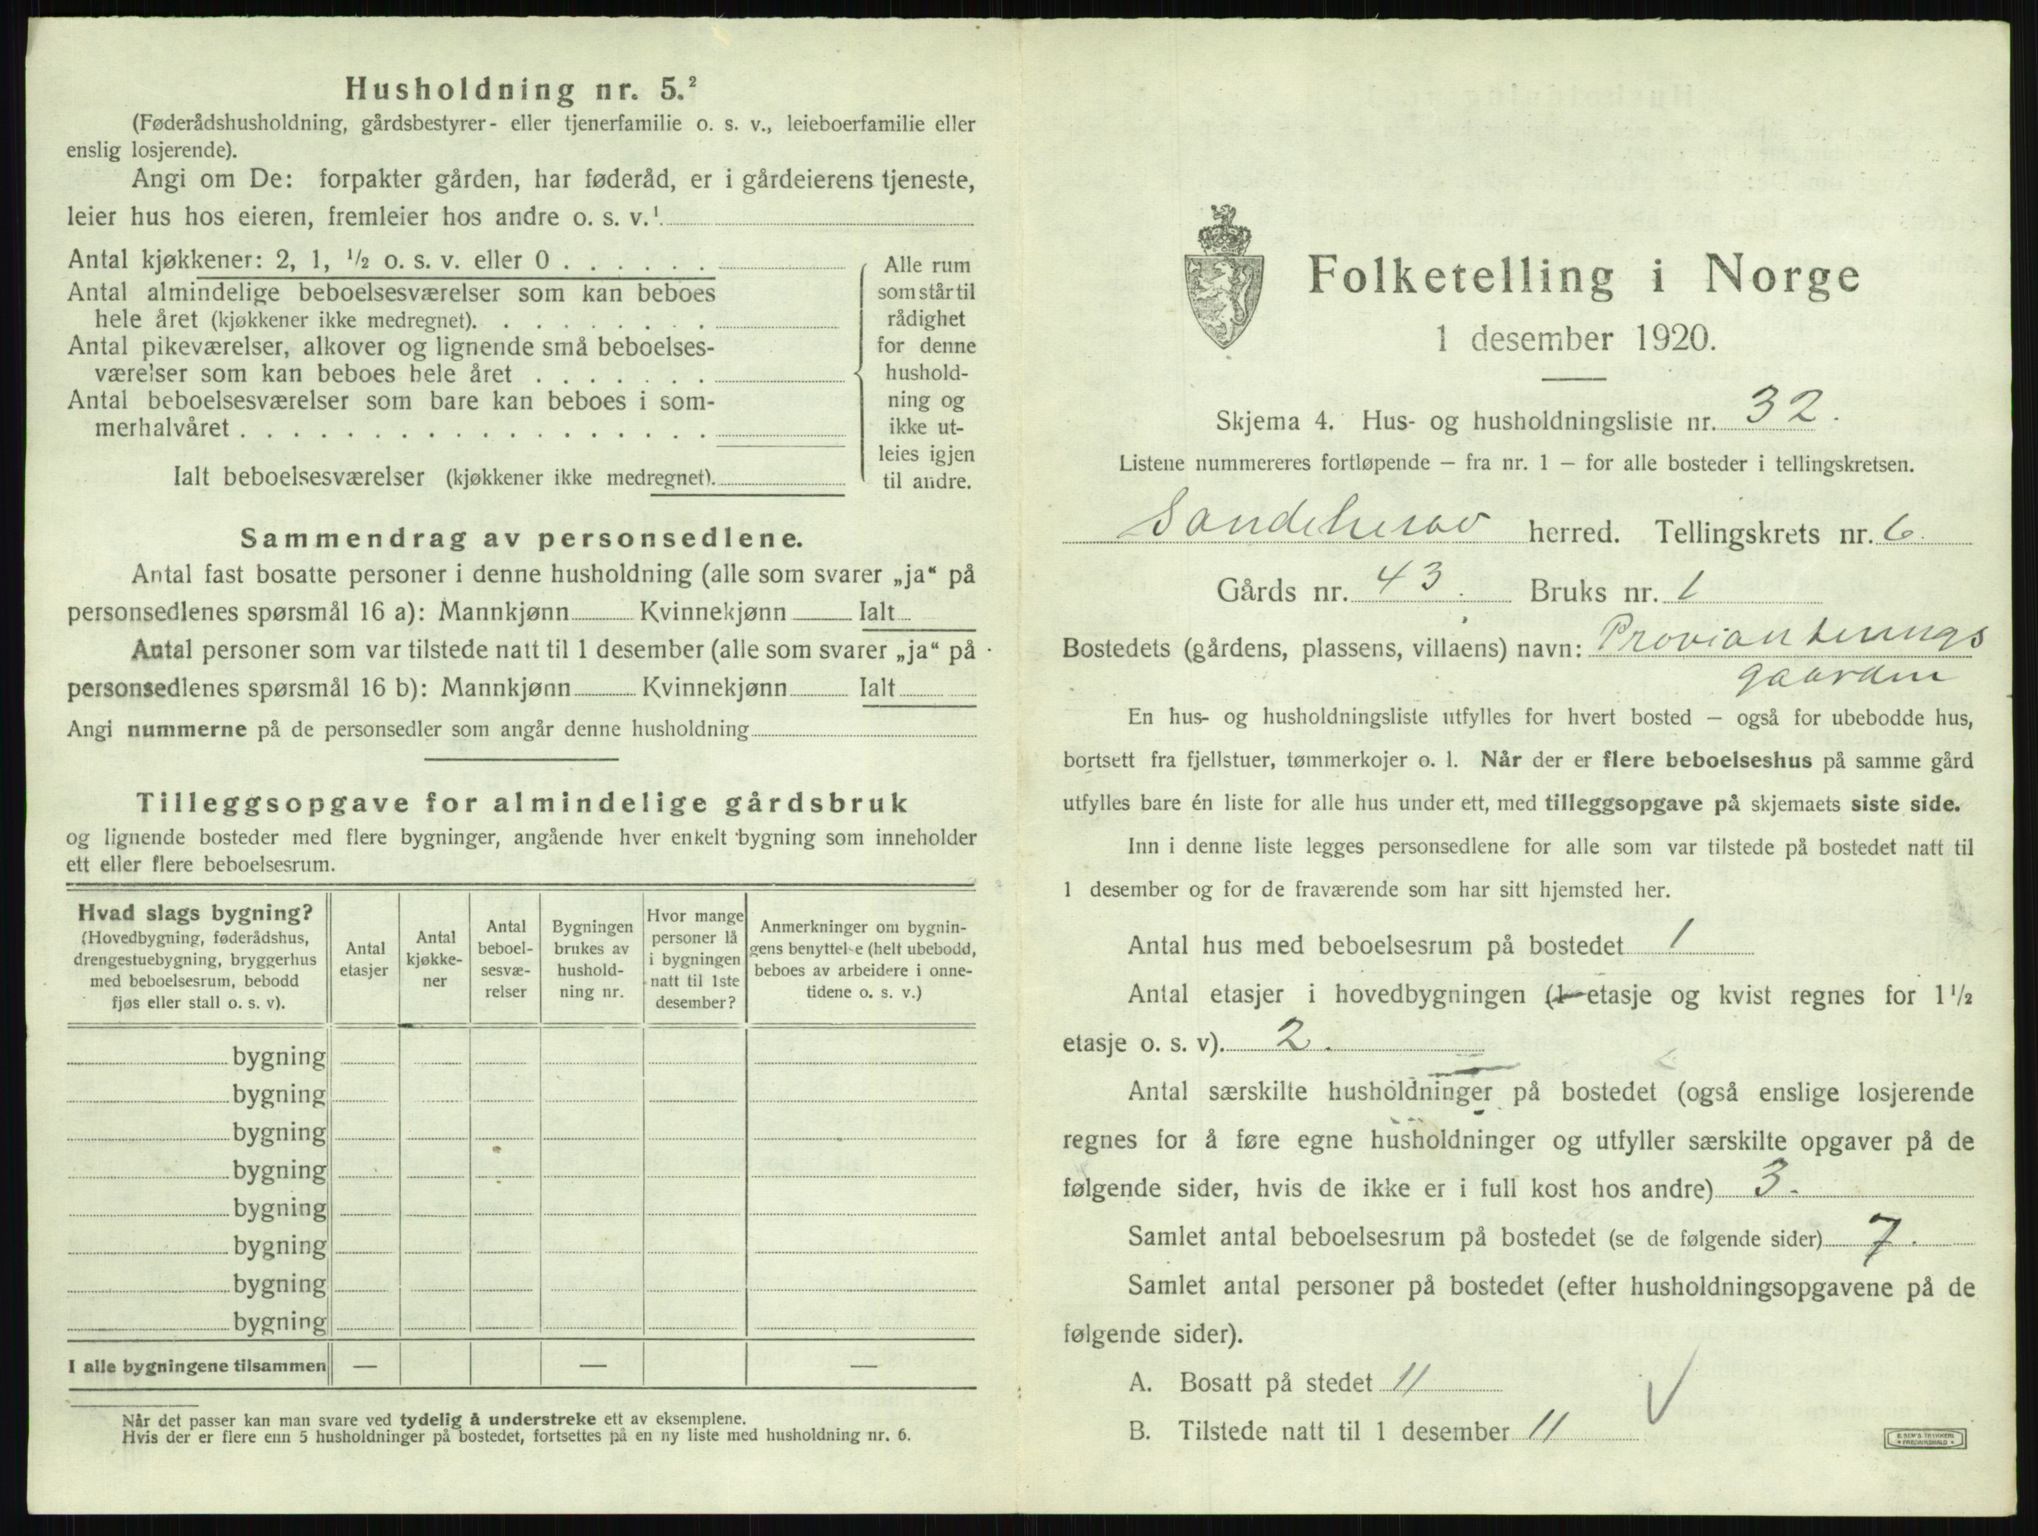 Husholdning nr. 5.²
(Føderådshusholdning, gårdsbestyrer- eller tjenerfamilie o. s. v., leieboerfamilie eller
enslig losjerende).
Angi om De: forpakter gården, har føderåd, er i gårdeierens tjeneste,
leier hus hos eieren, fremleier hos andre o. s. v.¹
Antal kjøkkener: 2, 1, ½ o. s. v. eller 0 . . . . . .
Antal almindelige beboelsesværelser som kan beboes
hele året (kjøkkener ikke medregnet). . . . . . . . .
Antal pikeværelser, alkover og lignende små beboelses-
værelser som kan beboes hele året . . . . . . .
Antal beboelsesværelser som bare kan beboes i som-
merhalvåret . . . . . . . . . . . . . . . . . .
Ialt beboelsesværelser (kjøkkener ikke medregnet).
Alle rum
som står til
rådighet
for denne
hushold-
ning og
ikke ut-
leies igjen
til andre.
Sammendrag av personsedlene.
Antal fast bosatte personer i denne husholdning (alle som svarer „ja“ på
personsedlenes spørsmål 16 a): Mannkjønn Kvinnekjønn Ialt
Antal personer som var tilstede natt til 1 desember (alle som svarer „ja“ på
personsedlenes spørsmål 16 b): Mannkjønn Kvinnekjønn Ialt
Angi nummerne på de personsedler som angår denne husholdning
Tilleggsopgave for almindelige gårdsbruk
og lignende bosteder med flere bygninger, angående hver enkelt bygning som inneholder
ett eller flere beboelsesrum.
Hvad slags bygning?
(Hovedbygning, føderådshus,
drengestuebygning, bryggerhus
med beboelsesrum, bebodd
fjøs eller stall o. s. v).
Antal
etasjer
Antal
kjøkke-
ner
Antal
beboel-
sesvæ-
relser
Bygningen
brukes av
hushold-
ning nr.
Hvor mange
personer lå
i bygningen
natt til 1ste
desember?
Anmerkninger om bygnin-
gens benyttelse (helt ubebodd,
beboes av arbeidere i onne-
tidene o. s. v.)
bygning
bygning
bygning
bygning
bygning
bygning
bygning
bygning
I alle bygningene tilsammen — — —
Når det passer kan man svare ved tydelig å understreke ett av eksemplene.
Hvis der er flere enn 5 husholdninger på bostedet, fortsettes på en ny liste med husholdning nr. 6.
Folketelling i Norge
1 desember 1920.
Skjema 4. Hus- og husholdningsliste nr. 32.
Listene nummereres fortløpende – fra nr. 1 – for alle bosteder i tellingskretsen.
Sandeherav herred. Tellingskrets nr. 6.
Gårds nr. 43. Bruks nr. 1
Bostedets (gårdens, plassens, villaens) navn: Provianterings
gaarden
En hus- og husholdningsliste utfylles for hvert bosted – også for ubebodde hus,
bortsett fra fjellstuer, tømmerkojer o. l. Når der er flere beboelseshus på samme gård
utfylles bare én liste for alle hus under ett, med tilleggsopgave på skjemaets siste side.
Inn i denne liste legges personsedlene for alle som var tilstede på bostedet natt til
1 desember og for de fraværende som har sitt hjemsted her.
Antal hus med beboelsesrum på bostedet 1
Antal etasjer i hovedbygningen (1 etasje og kvist regnes for 1½
etasje o. s. v). 2.
Antal særskilte husholdninger på bostedet (også enslige losjerende
regnes for å føre egne husholdninger og utfyller særskilte opgaver på de
følgende sider, hvis de ikke er i full kost hos andre) 3.
Samlet antal beboelsesrum på bostedet (se de følgende sider) 7.
Samlet antal personer på bostedet (efter husholdningsopgavene på de
følgende sider).
A. Bosatt på stedet 11
B. Tilstede natt til 1 desember 11